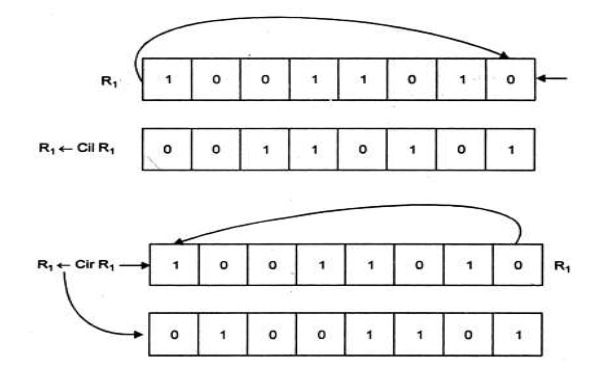 R₁ 1 0 0 1 1 0 1 0
R₁ ← Cil R₁ 0 0 1 1 0 1 0 1
R₁ ← Cir R₁ 1 0 0 1 1 0 1 0 R₁
0 1 0 0 1 1 0 1